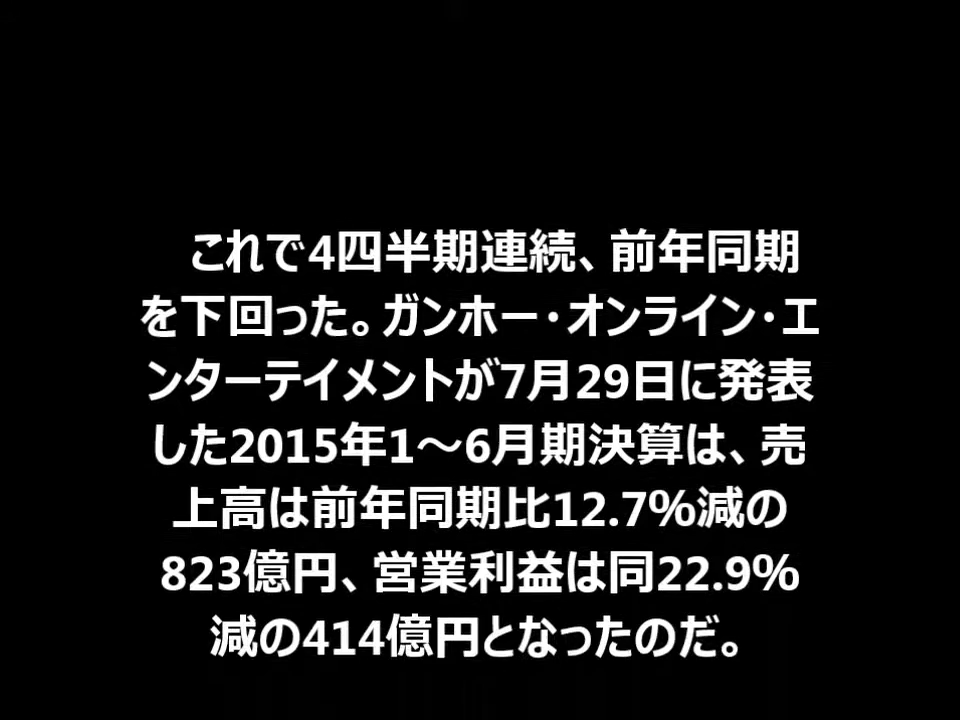 これで4四半期連続、前年同期
を下回った。ガンホー・オンライン・エ
ンターテイメントが7月29日に発表
した2015年1～6月期決算は、売
上高は前年同期比12.7%減の
823億円、営業利益は同22.9%
減の414億円となったのだ。